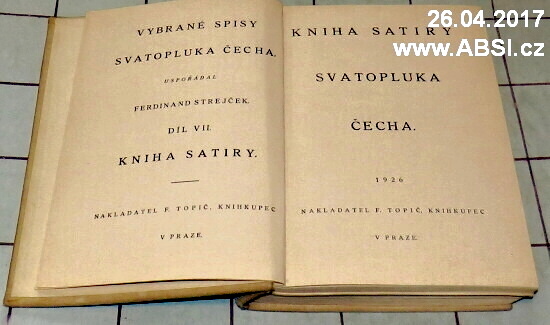 VYBRANÉ SPISY
SVATOPLUKA ČECHA.
USPOŘÁDAL
FERDINAND STREJČEK.
DÍL VII.
KNIHA SATIRY.
NAKLADATEL F. TOPIČ, KNIHKUPEC
V PRAZE.
26.04.2017
www.ABSI.cz
KNIHA SATIRY
SVATOPLUKA
ČECHA.
1926
NAKLADATEL F. TOPIČ, KNIHKUPEC
V PRAZE.